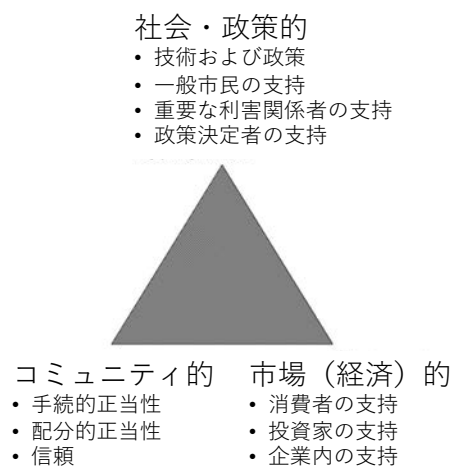 社会・政策的
• 技術および政策
• 一般市民の支持
• 重要な利害関係者の支持
• 政策決定者の支持
コミュニティ的
• 手続的正当性
• 配分的正当性
• 信頼
市場（経済）的
• 消費者の支持
• 投資家の支持
• 企業内の支持